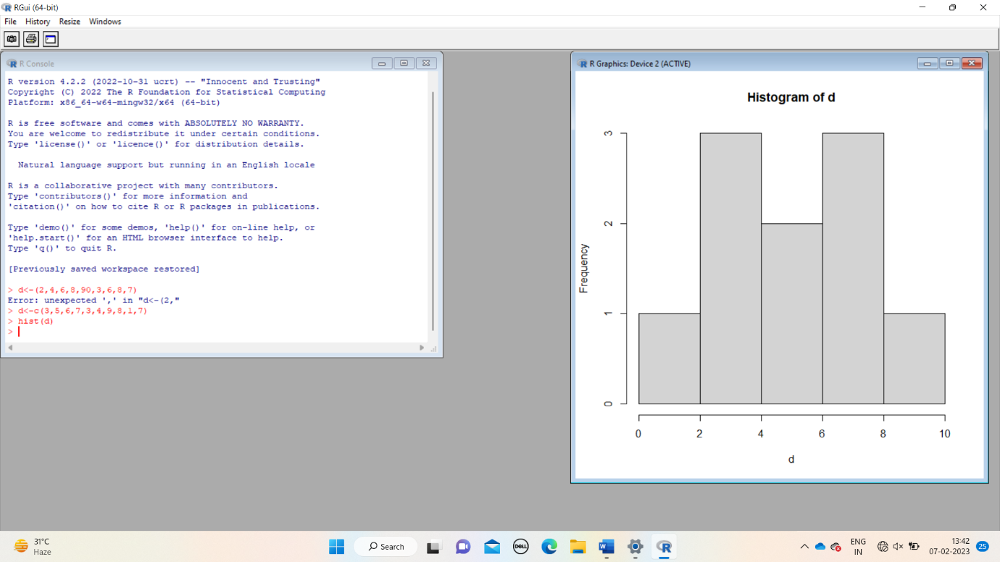 RGui (64-bit)
File History Resize Windows
R Console
R version 4.2.2 (2022-10-31 ucrt) -- "Innocent and Trusting"
Copyright (C) 2022 The R Foundation for Statistical Computing
Platform: x86_64-w64-mingw32/x64 (64-bit)
R is free software and comes with ABSOLUTELY NO WARRANTY.
You are welcome to redistribute it under certain conditions.
Type 'license()' or 'licence()' for distribution details.
Natural language support but running in an English locale
R is a collaborative project with many contributors.
Type 'contributors()' for more information and
'citation()' on how to cite R or R packages in publications.
Type 'demo()' for some demos, 'help()' for on-line help, or
'help.start()' for an HTML browser interface to help.
Type 'q()' to quit R.
[Previously saved workspace restored]
> d<-(2,4,6,8,90,3,6,8,7)
Error: unexpected ',' in "d<-(2,"
> d<-c(3,5,6,7,3,4,9,8,1,7)
> hist(d)
>
R Graphics: Device 2 (ACTIVE)
Histogram of d
Frequency
3
2
1
0
0 2 4 6 8 10
d
31°C
Haze
Search
DELL
ENG
IN
13:42
07-02-2023
25